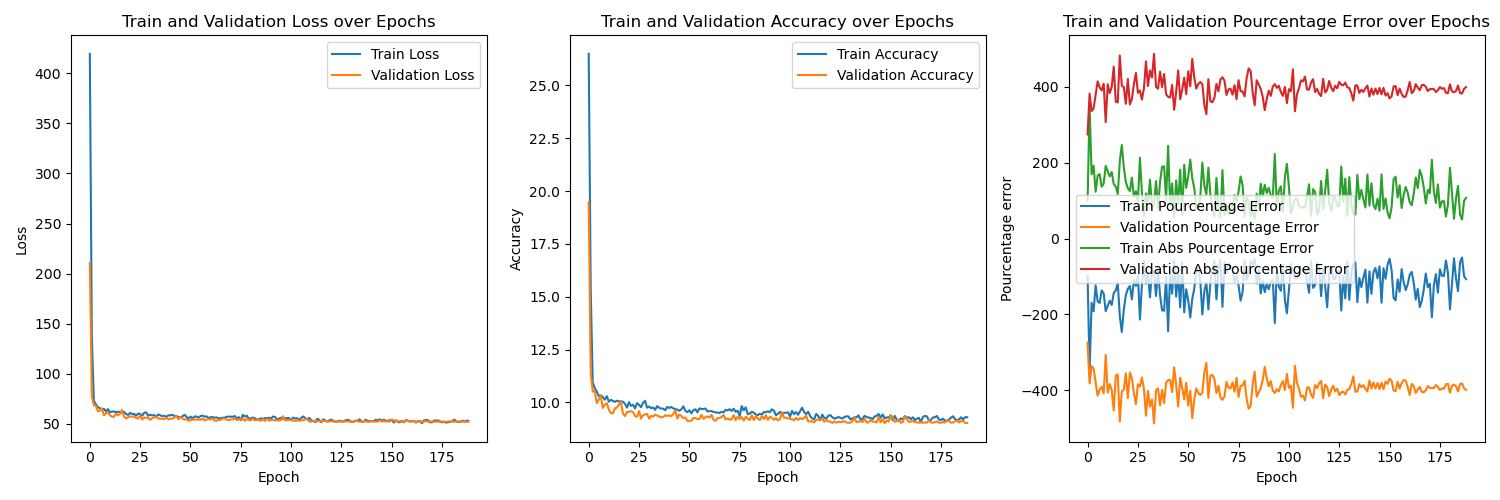 Train and Validation Loss over Epochs
Train Loss
Validation Loss
400
350
300
250
200
150
100
50
Loss
0
25
50
75
100
125
150
175
Epoch
Train and Validation Accuracy over Epochs
Train Accuracy
Validation Accuracy
25.0
22.5
20.0
17.5
15.0
12.5
10.0
Accuracy
0
25
50
75
100
125
150
175
Epoch
Train and Validation Pourcentage Error over Epochs
400
200
0
−200
−400
Pourcentage error
Train Pourcentage Error
Validation Pourcentage Error
Train Abs Pourcentage Error
Validation Abs Pourcentage Error
0
25
50
75
100
125
150
175
Epoch